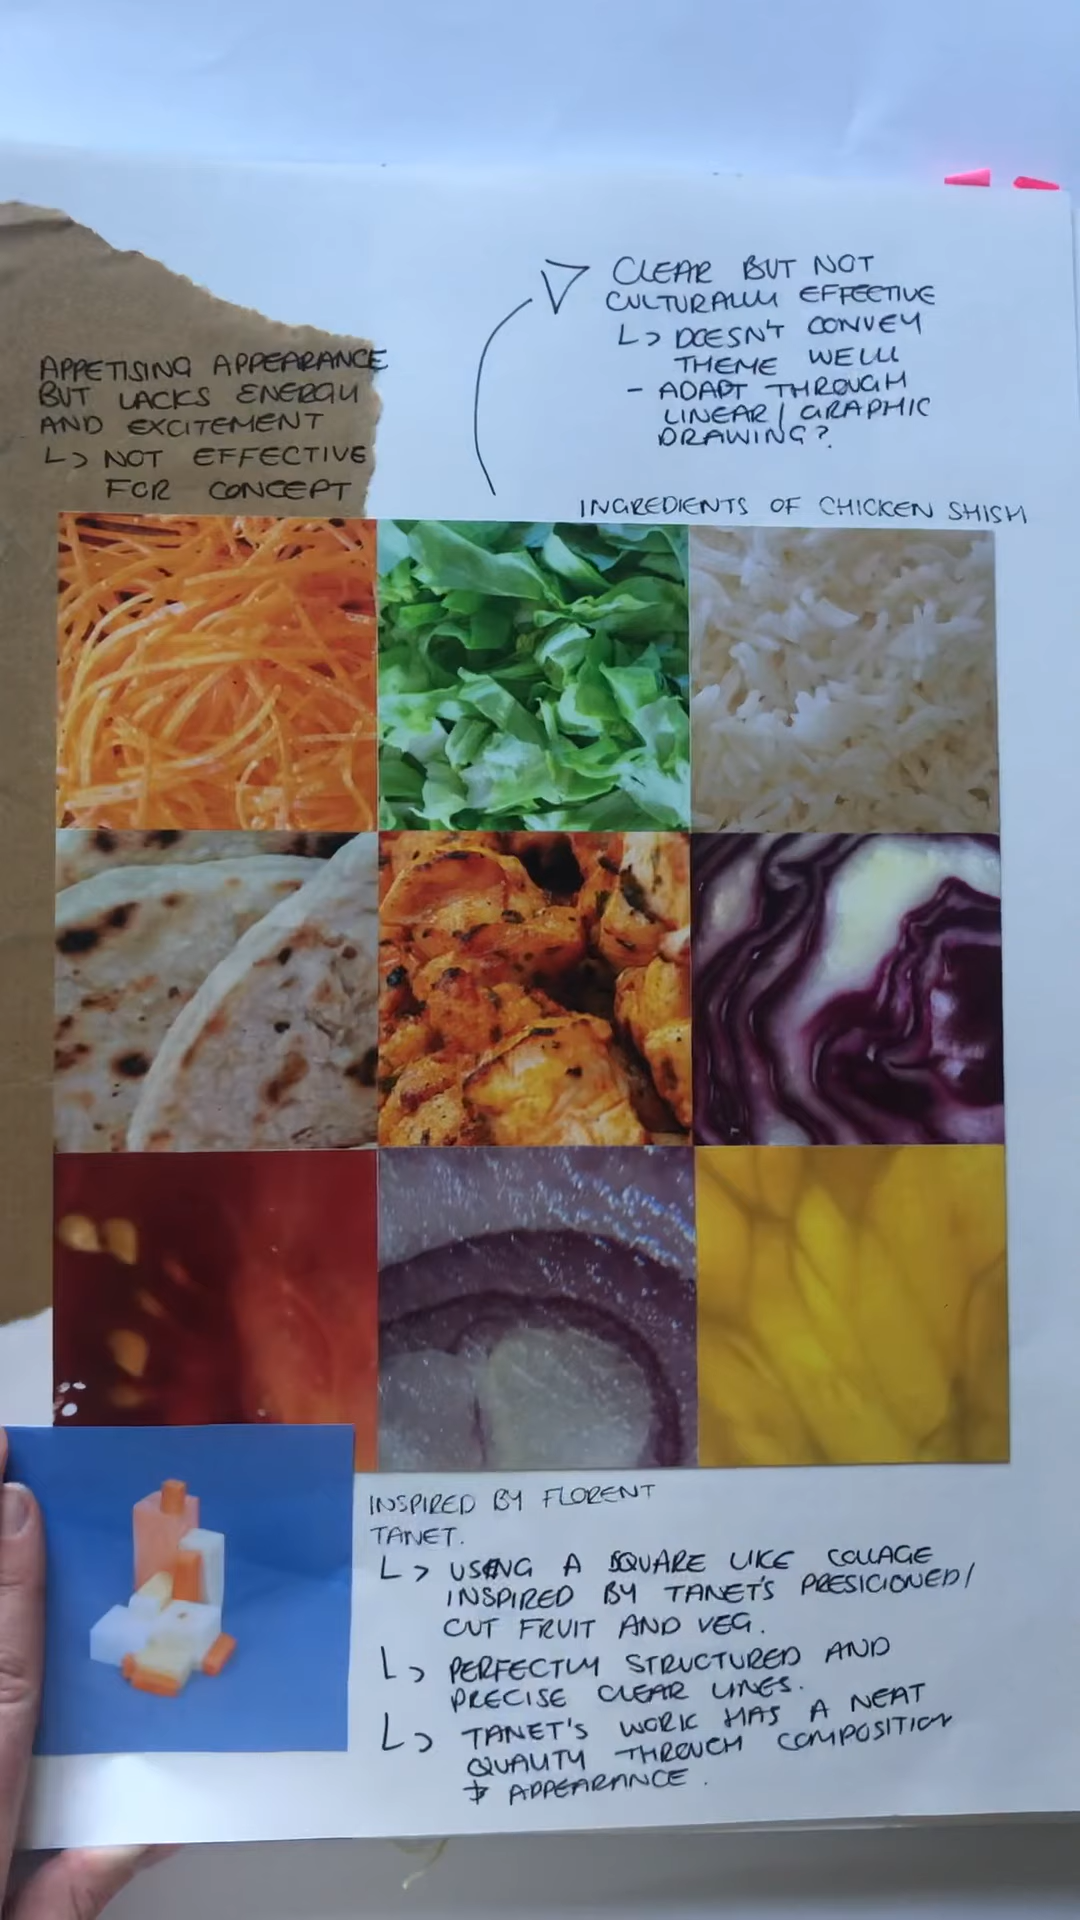 APPETISING APPEARANCE
BUT LACKS ENERGY
AND EXCITEMENT
L> NOT EFFECTIVE
FOR CONCEPT
CLEAR BUT NOT
CULTURALLY EFFECTIVE
L> DOESN'T CONVEY
THEME WELL
- ADAPT THROUGH
LINEAR / GRAPHIC
DRAWING?
INGREDIENTS OF CHICKEN SHISH
INSPIRED BY FLORENT
TANET.
L> USING A SQUARE LIKE COLLAGE
INSPIRED BY TANET'S PRESICIONED/
CUT FRUIT AND VEG.
L> PERFECTLY STRUCTURED AND
PRECISE CLEAR LINES.
L> TANET'S WORK HAS A NEAT
QUALITY THROUGH COMPOSITION
+ APPEARANCE.